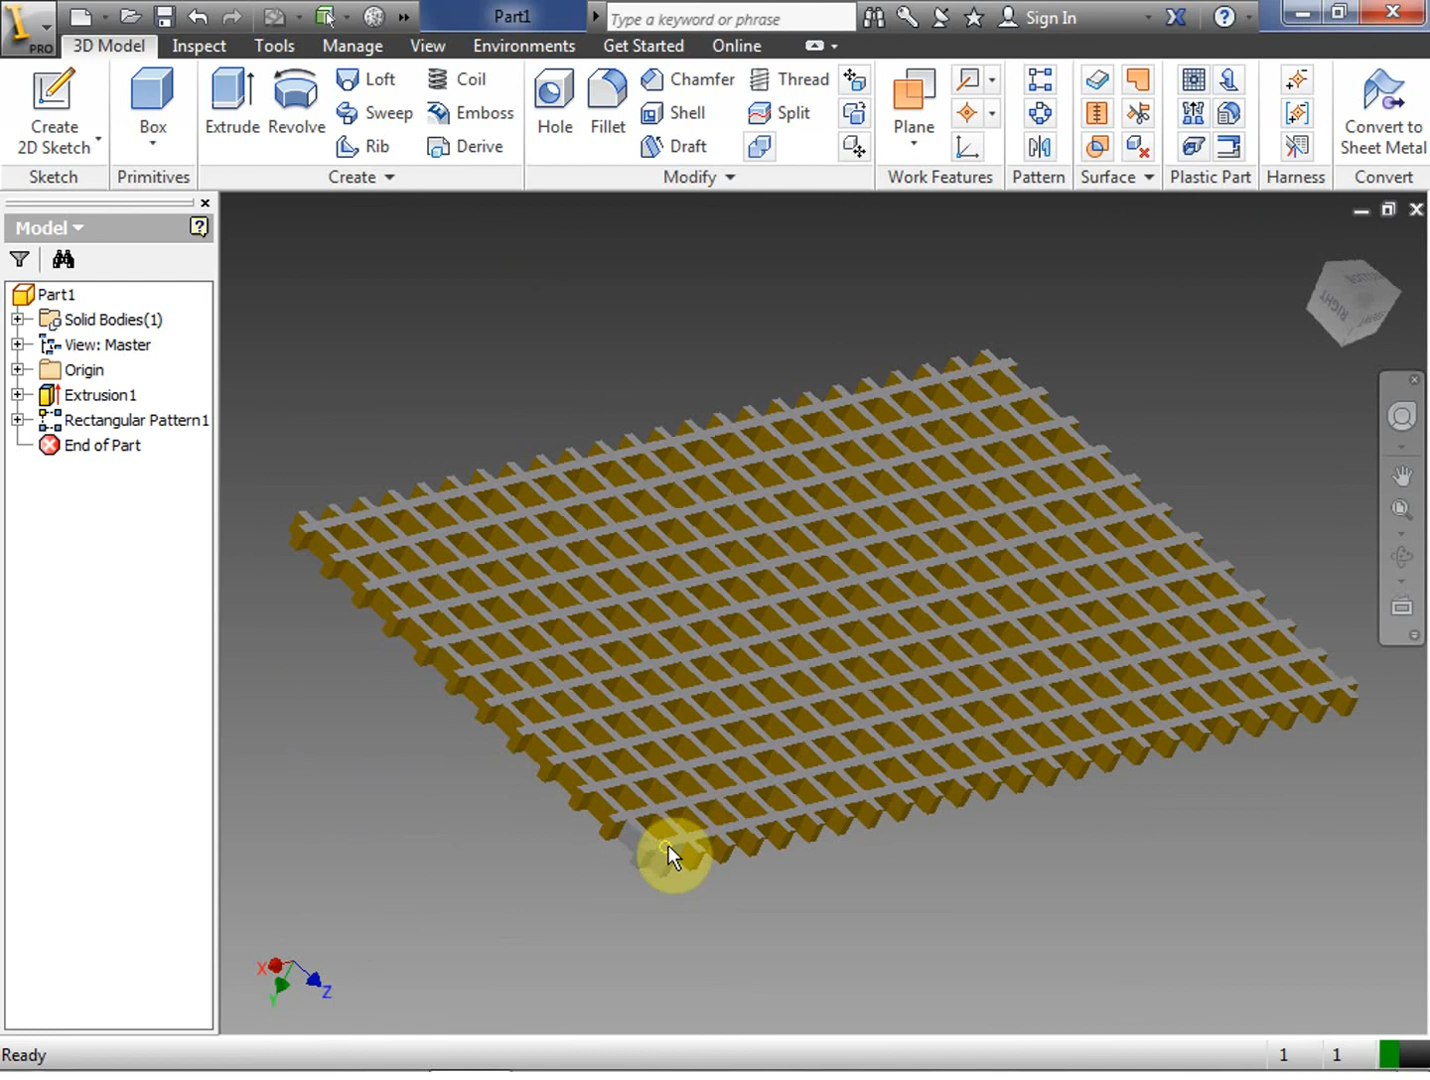 PRO
Part1
Type a keyword or phrase
Sign In
3D Model Inspect Tools Manage View Environments Get Started Online
Create
2D Sketch
Sketch
Box
Primitives
Extrude
Revolve
Loft
Sweep
Rib
Coil
Emboss
Derive
Create
Hole
Fillet
Chamfer
Shell
Draft
Thread
Split
Modify
Plane
Work Features
Pattern
Surface
Plastic Part
Harness
Convert to
Sheet Metal
Convert
Model
Part1
Solid Bodies(1)
View: Master
Origin
Extrusion1
Rectangular Pattern1
End of Part
RIGHT
X
Y
Z
Ready
1 1